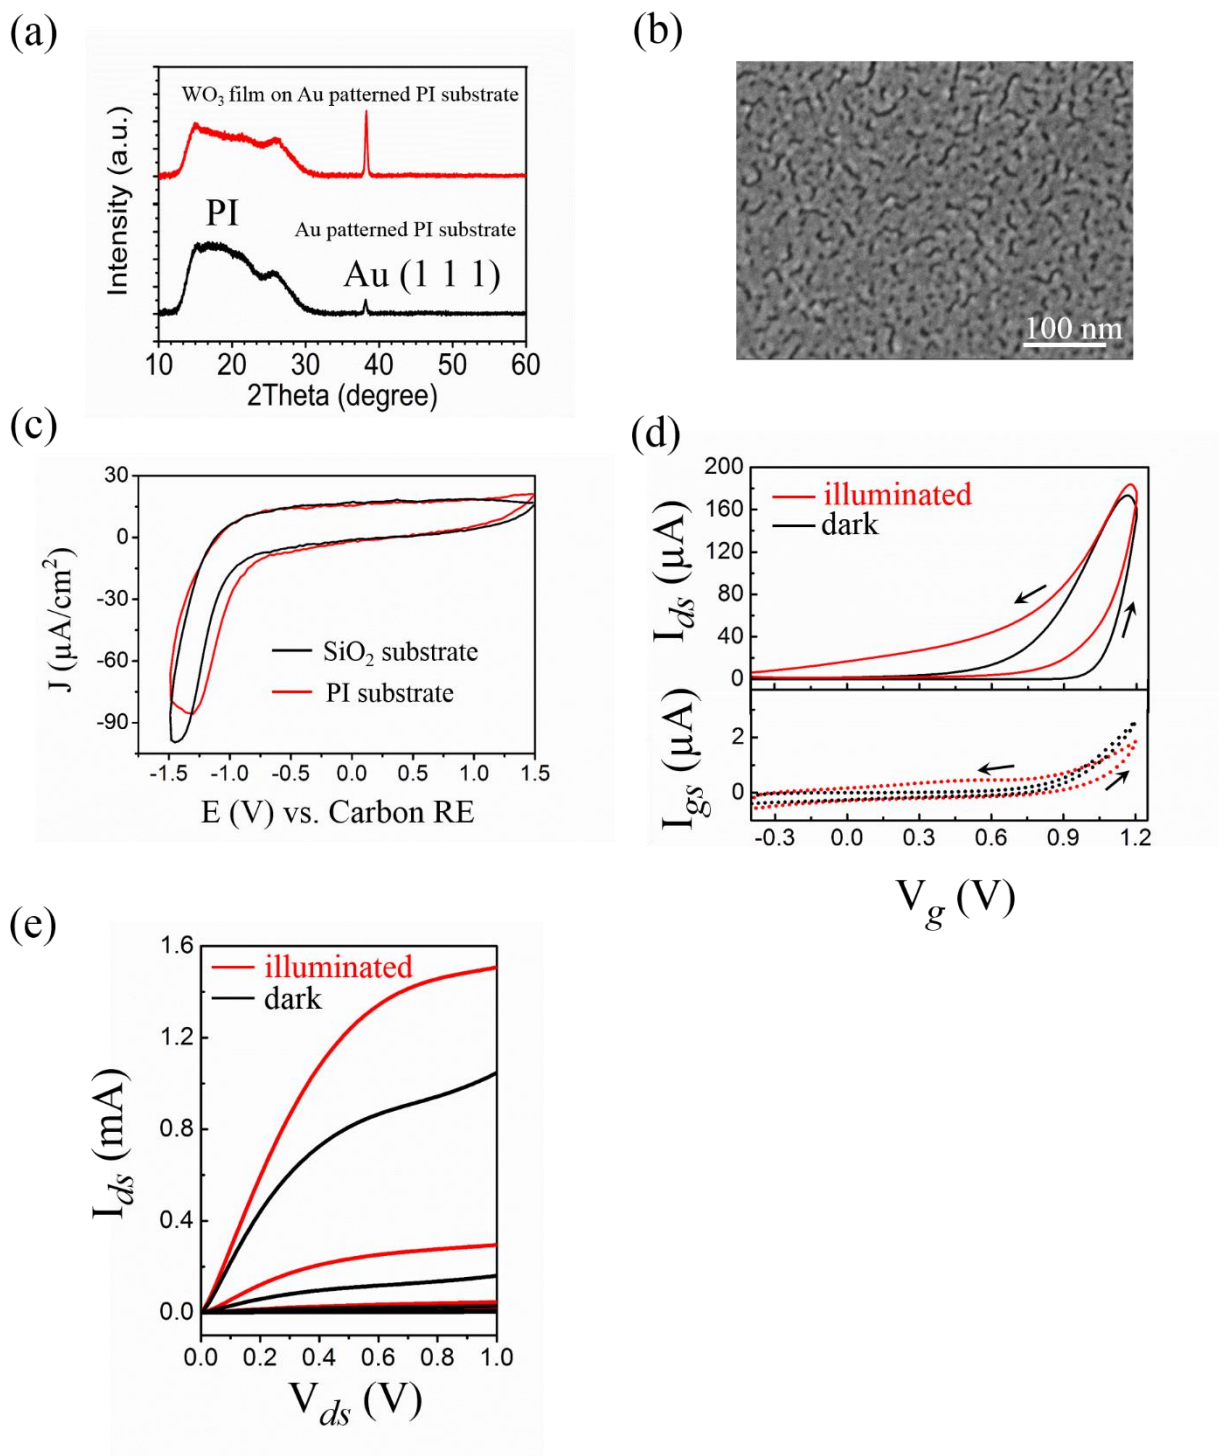 (a)
WO₃ film on Au patterned PI substrate
PI
Au patterned PI substrate
Au (1 1 1)
Intensity (a.u.)
10 20 30 40 50 60
2Theta (degree)
(b)
100 nm
(c)
30
0
-30
-60
-90
J (µA/cm²)
SiO₂ substrate
PI substrate
-1.5 -1.0 -0.5 0.0 0.5 1.0 1.5
E (V) vs. Carbon RE
(d)
200
160
120
80
40
0
I_ds (µA)
illuminated
dark
2
0
I_gs (µA)
-0.3 0.0 0.3 0.6 0.9 1.2
V_g (V)
(e)
1.6
1.2
0.8
0.4
0.0
I_ds (mA)
illuminated
dark
0.0 0.2 0.4 0.6 0.8 1.0
V_ds (V)